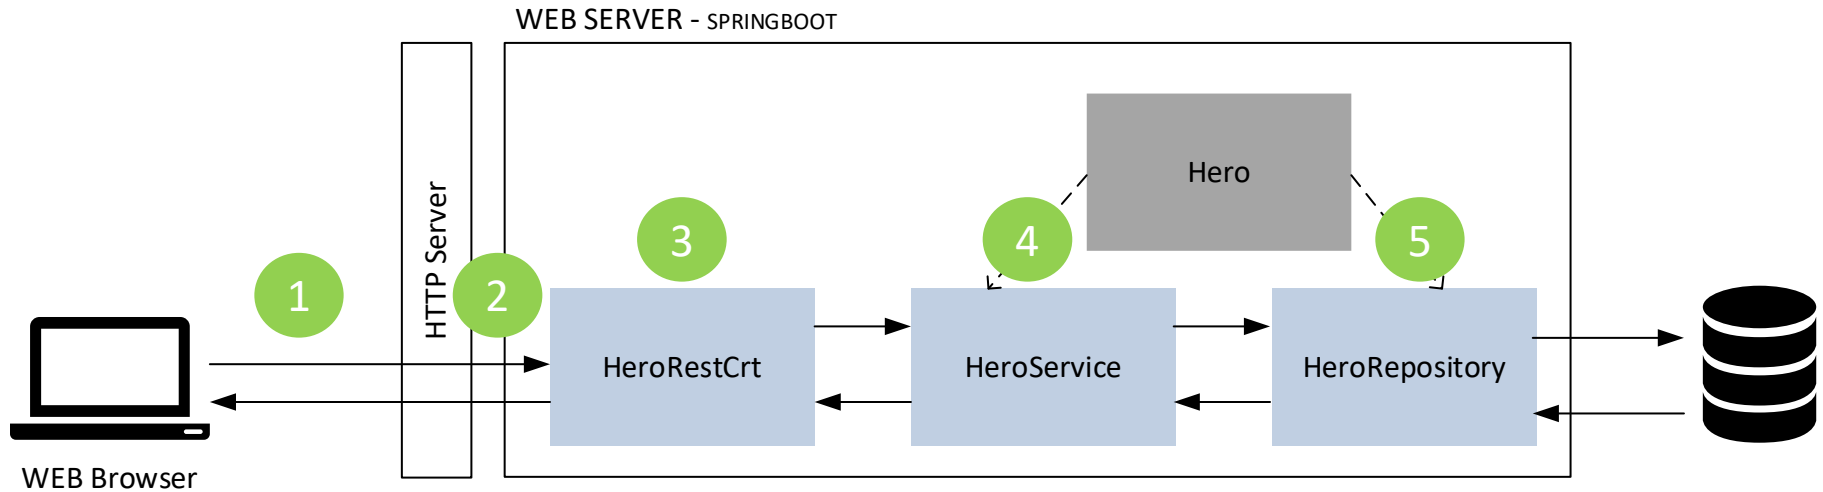 WEB SERVER - SPRINGBOOT
Hero
HTTP Server
1
2
3
4
5
HeroRestCrt
HeroService
HeroRepository
WEB Browser